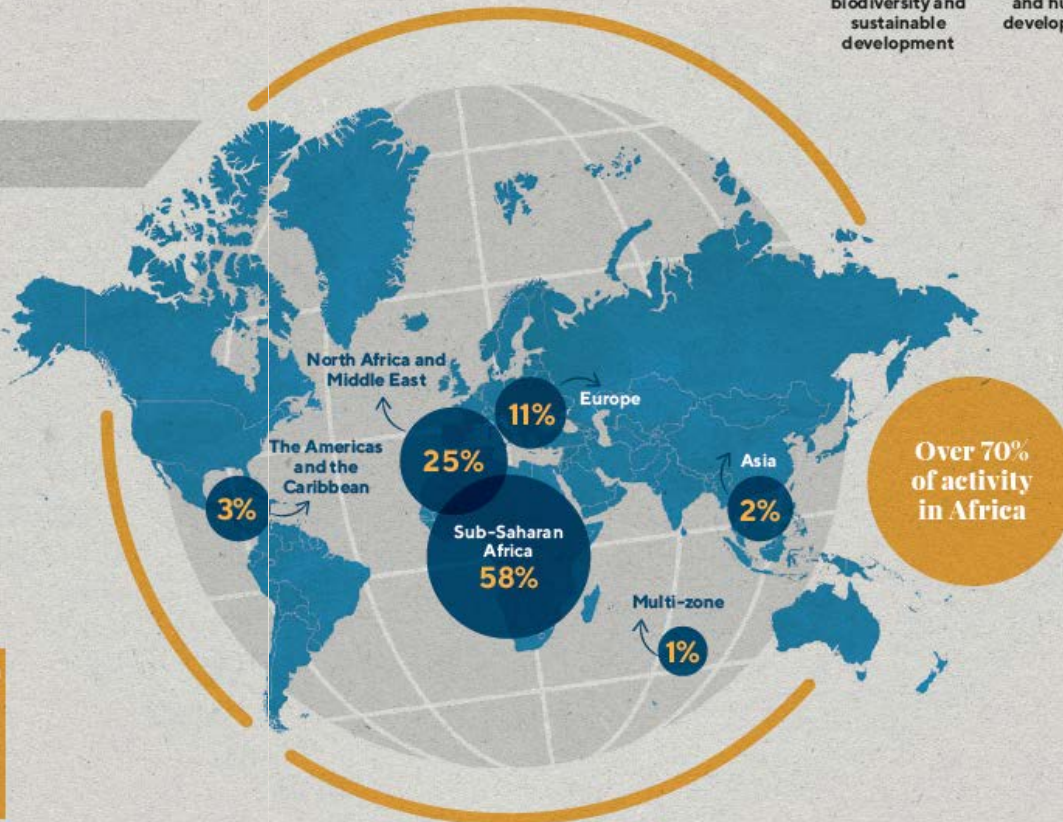 biodiversity and
sustainable
development
and
develop
North Africa and
Middle East
11%
Europe
The Americas
and the
Caribbean
25%
Asia
3%
2%
Sub-Saharan
Africa
58%
Over 70%
of activity
in Africa
Multi-zone
1%